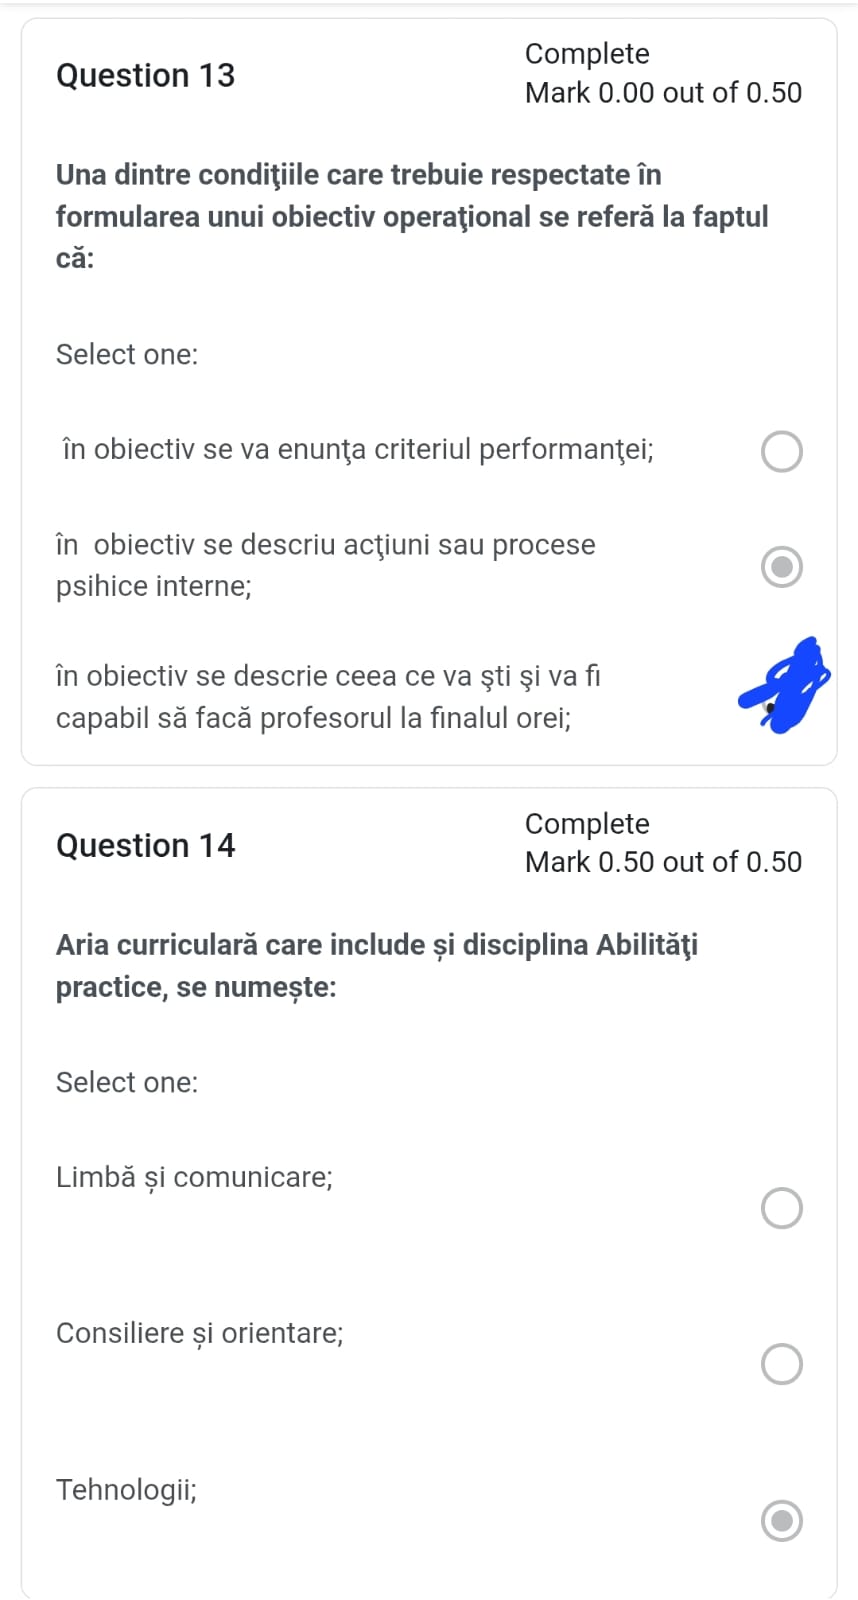 Question 13
Complete
Mark 0.00 out of 0.50
Una dintre condiţiile care trebuie respectate în
formularea unui obiectiv operaţional se referă la faptul
că:
Select one:
în obiectiv se va enunţa criteriul performanţei;
în  obiectiv se descriu acţiuni sau procese
psihice interne;
în obiectiv se descrie ceea ce va şti şi va fi
capabil să facă profesorul la finalul orei;
Question 14
Complete
Mark 0.50 out of 0.50
Aria curriculară care include și disciplina Abilităţi
practice, se numește:
Select one:
Limbă și comunicare;
Consiliere și orientare;
Tehnologii;